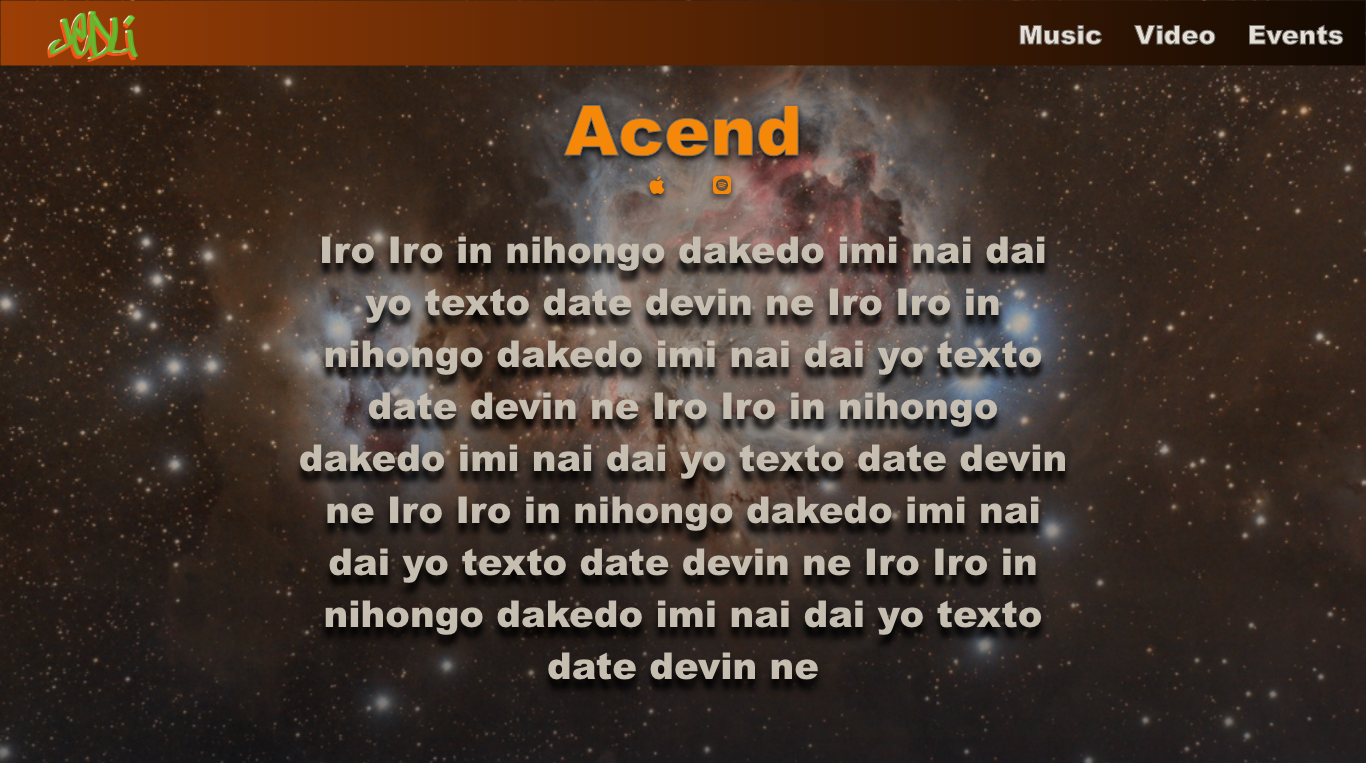 JEDLi
Music Video Events
Acend
Iro Iro in nihongo dakedo imi nai dai
yo texto date devin ne Iro Iro in
nihongo dakedo imi nai dai yo texto
date devin ne Iro Iro in nihongo
dakedo imi nai dai yo texto date devin
ne Iro Iro in nihongo dakedo imi nai
dai yo texto date devin ne Iro Iro in
nihongo dakedo imi nai dai yo texto
date devin ne